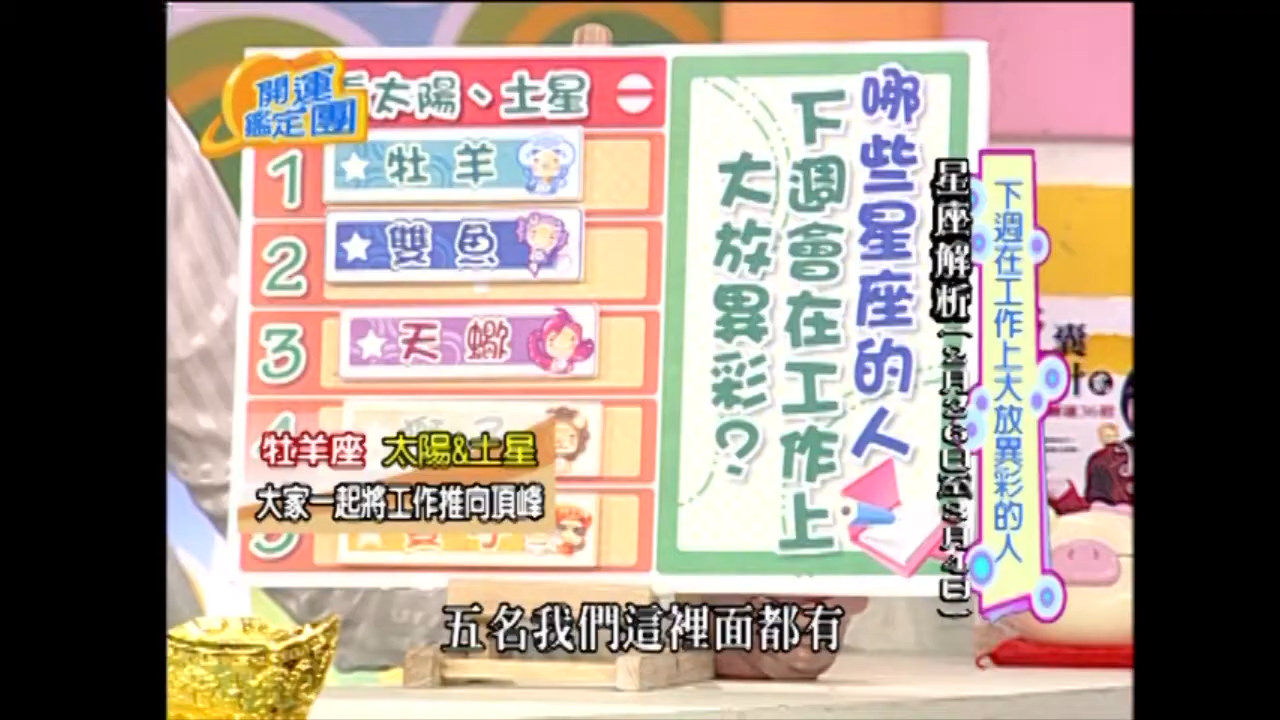 開運
鑑定團
太陽、土星
1 牡羊
2 雙魚
3 天蠍
牡羊座 太陽&土星
大家一起將工作推向頂峰
哪些星座的人
下週會在工作上
大放異彩?
星座解析
下週在工作上大放異彩的人
五名我們這裡面都有